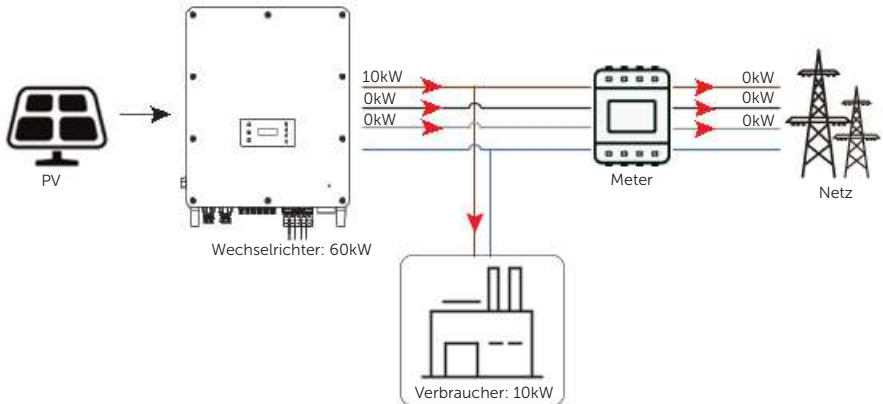 10kW
0kW
0kW
0kW
0kW
0kW
PV
Meter
Netz
Wechselrichter: 60kW
Verbraucher: 10kW